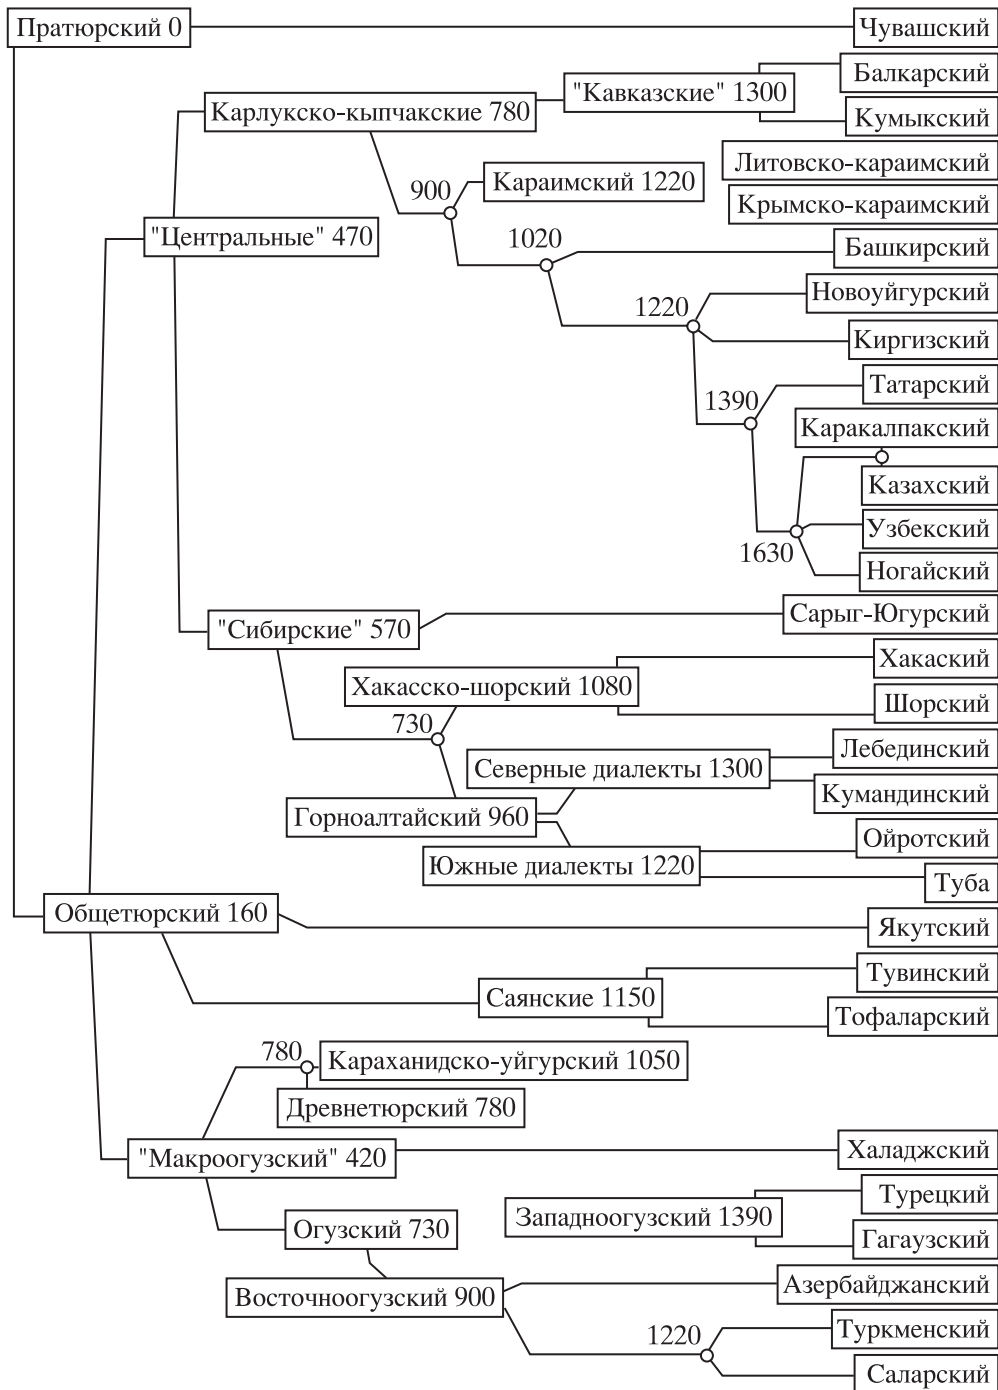 Пратюрский 0
Чувашский
Балкарский
"Кавказские" 1300
Карлукско-кыпчакские 780
Кумыкский
Литовско-караимский
Караимский 1220
900
Крымско-караимский
"Центральные" 470
1020
Башкирский
Новоуйгурский
1220
Киргизский
Татарский
1390
Каракалпакский
Казахский
Узбекский
1630
Ногайский
Сарыг-Югурский
"Сибирские" 570
Хакаский
Хакасско-шорский 1080
Шорский
730
Лебединский
Северные диалекты 1300
Кумандинский
Горноалтайский 960
Ойротский
Южные диалекты 1220
Туба
Общетюрский 160
Якутский
Тувинский
Саянские 1150
Тофаларский
780
Караханидско-уйгурский 1050
Древнетюрский 780
Халаджский
"Макроогузский" 420
Турецкий
Западноогузский 1390
Огузский 730
Гагаузский
Азербайджанский
Восточноогузский 900
Туркменский
1220
Саларский